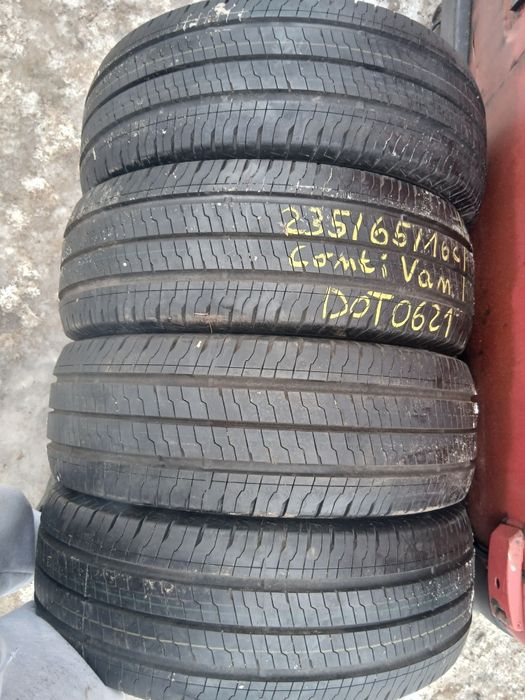 235/65/16C/
Conti Van.
DOT0621